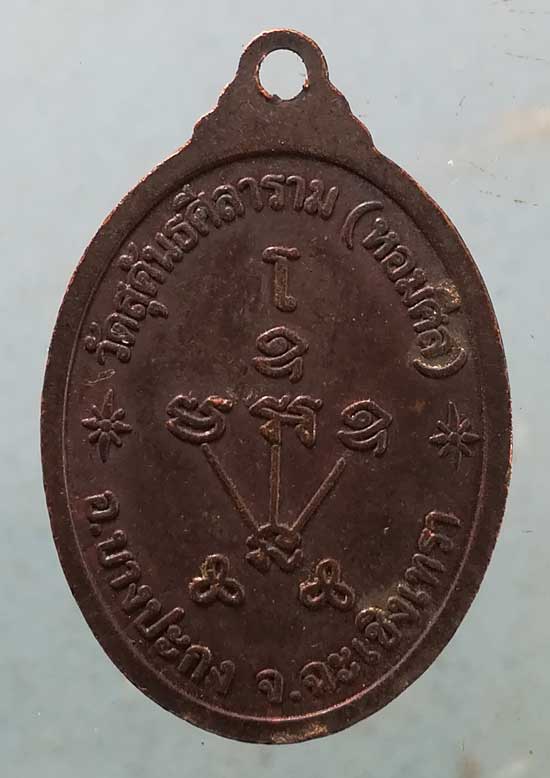 วัดสุคันธศีลาราม (หอมศีล)
อ.บางปะกง จ.ฉะเชิงเทรา